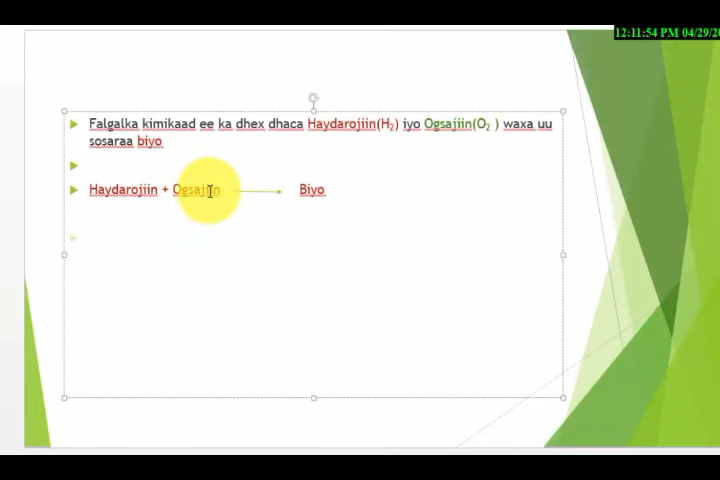 12:11:54 PM 04/29/20
Falgalka kimikaad ee ka dhex dhaca Haydarojiin(H₂) iyo Ogsajiin(O₂ ) waxa uu
sosaraa biyo
Haydarojiin + Ogsajiin Biyo